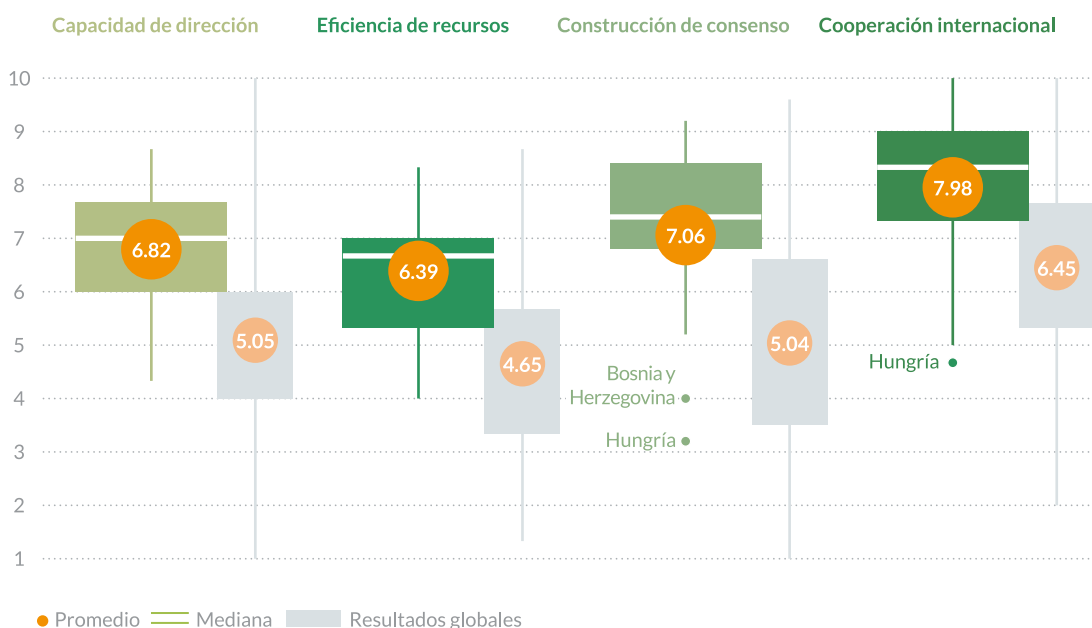 Capacidad de dirección
Eficiencia de recursos
Construcción de consenso
Cooperación internacional
10
9
8
7
6
5
4
3
2
1
6.82
5.05
6.39
4.65
7.06
5.04
7.98
6.45
Bosnia y
Herzegovina
Hungría
Hungría
Promedio
Mediana
Resultados globales